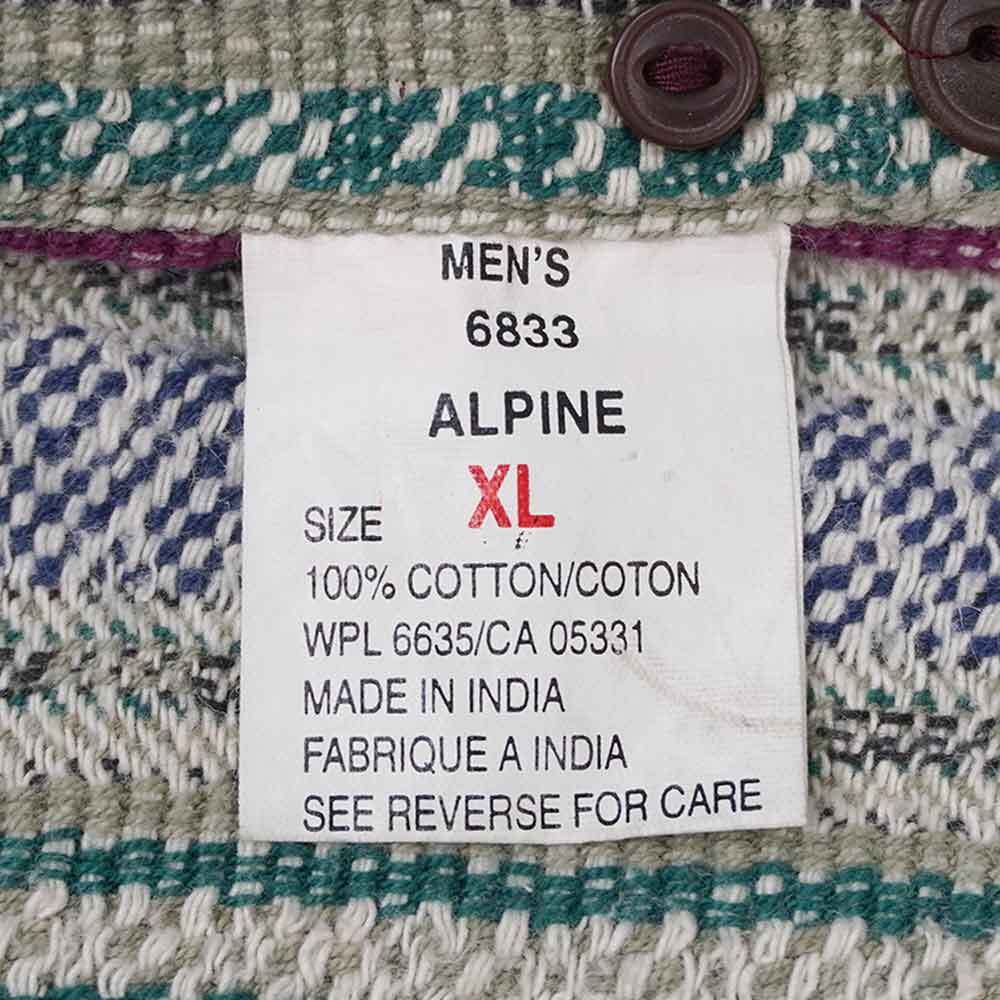 MEN'S
6833
ALPINE
SIZE XL
100% COTTON/COTON
WPL 6635/CA 05331
MADE IN INDIA
FABRIQUE A INDIA
SEE REVERSE FOR CARE